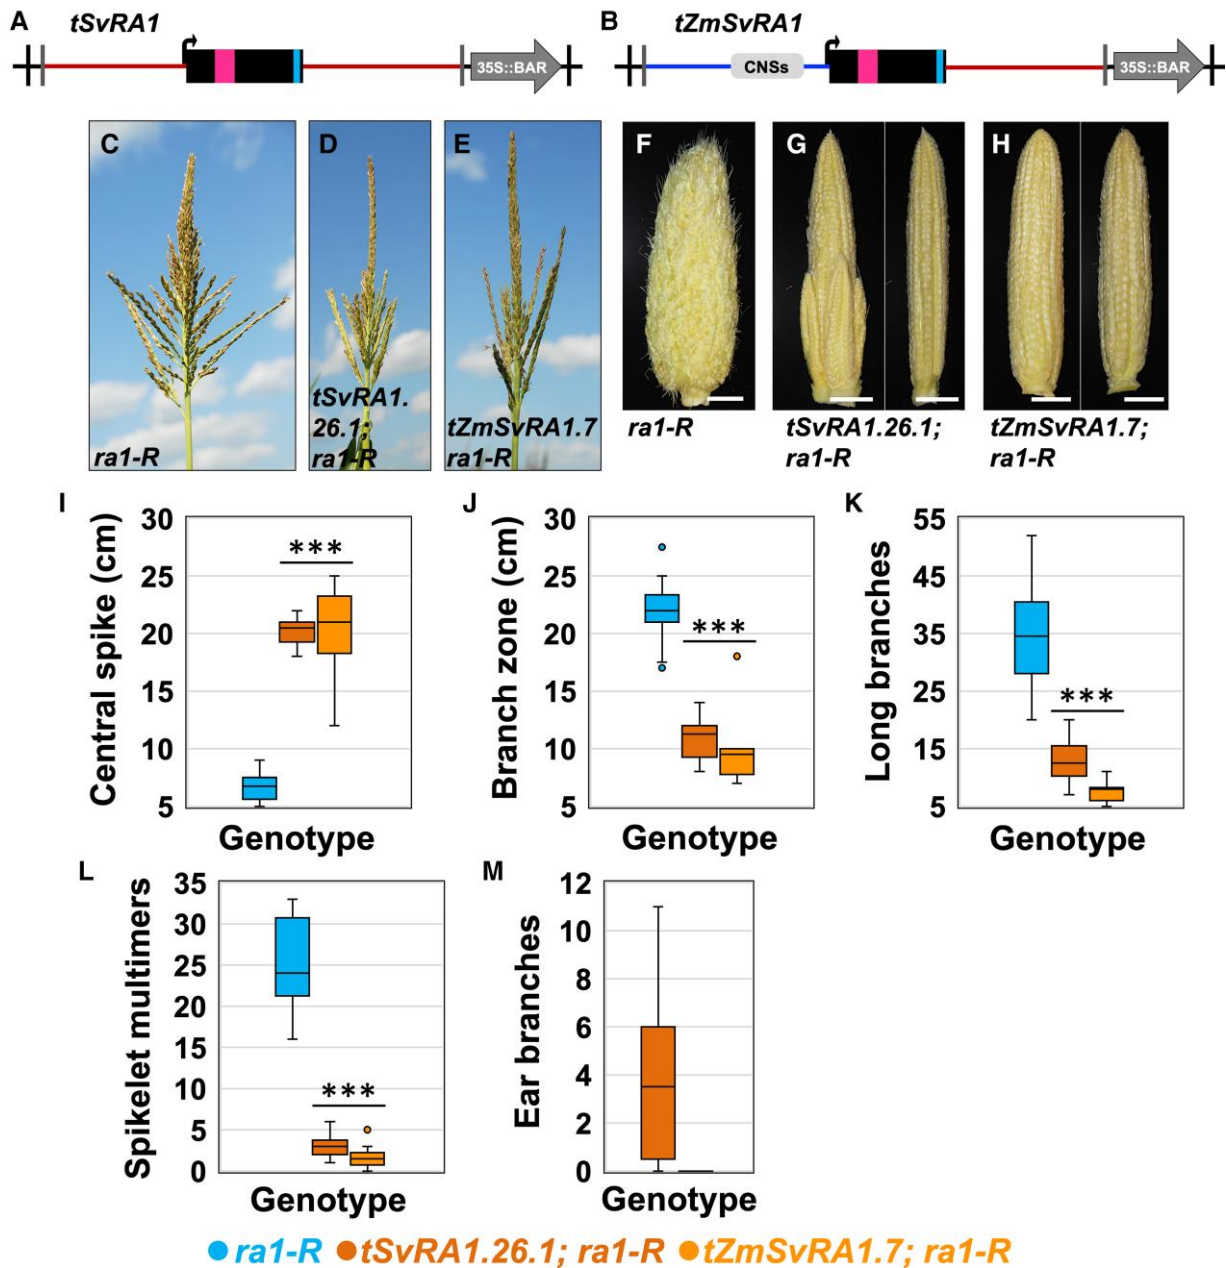 A
tSvRA1
35S::BAR
B
tZmSvRA1
CNSs
35S::BAR
C
ra1-R
D
tSvRA1.
26.1;
ra1-R
E
tZmSvRA1.7
ra1-R
F
ra1-R
G
tSvRA1.26.1;
ra1-R
H
tZmSvRA1.7;
ra1-R
I
Central spike (cm)
30
25
20
15
10
5
***
Genotype
J
Branch zone (cm)
30
25
20
15
10
5
***
Genotype
K
Long branches
55
45
35
25
15
5
***
Genotype
L
Spikelet multimers
35
30
25
20
15
10
5
0
***
Genotype
M
Ear branches
12
10
8
6
4
2
0
Genotype
ra1-R tSvRA1.26.1; ra1-R tZmSvRA1.7; ra1-R